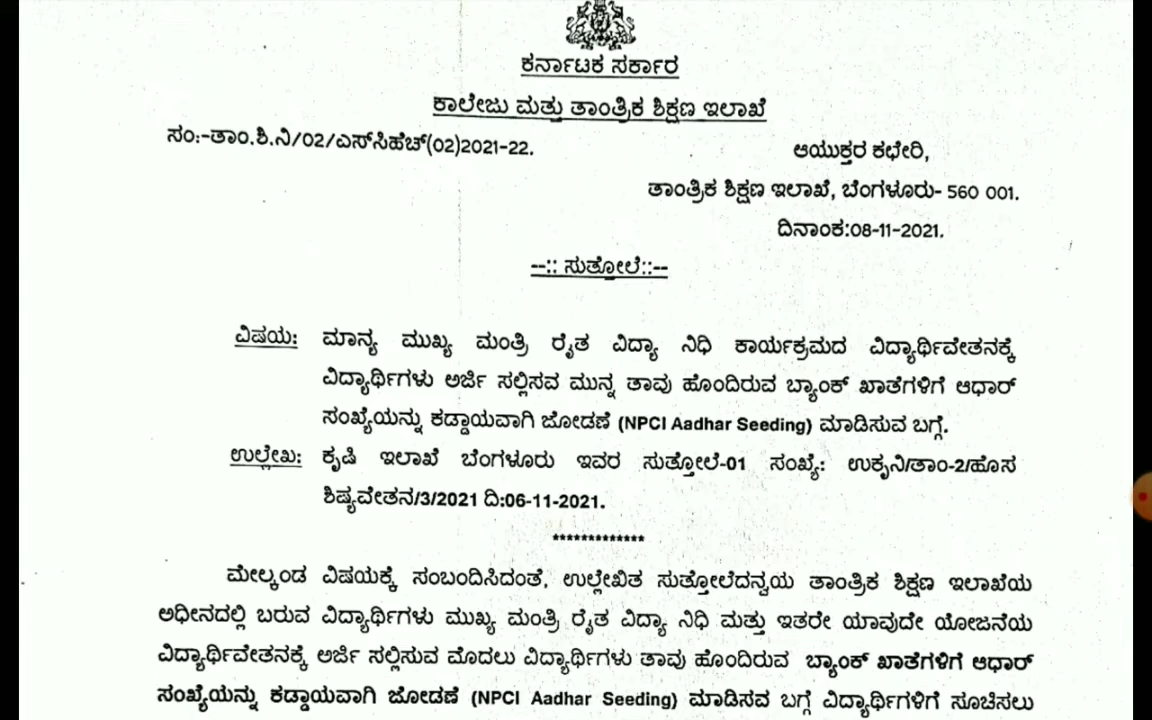 ಕರ್ನಾಟಕ ಸರ್ಕಾರ
ಕಾಲೇಜು ಮತ್ತು ತಾಂತ್ರಿಕ ಶಿಕ್ಷಣ ಇಲಾಖೆ
ಸಂ:-ತಾಂ.ಶಿ.ನಿ/02/ಎಸ್‌ಸಿಹೆಚ್(02)2021-22.
ಆಯುಕ್ತರ ಕಛೇರಿ,
ತಾಂತ್ರಿಕ ಶಿಕ್ಷಣ ಇಲಾಖೆ, ಬೆಂಗಳೂರು- 560 001.
ದಿನಾಂಕ:08-11-2021.
--:: ಸುತ್ತೋಲೆ::--
ವಿಷಯ: ಮಾನ್ಯ ಮುಖ್ಯ ಮಂತ್ರಿ ರೈತ ವಿದ್ಯಾ ನಿಧಿ ಕಾರ್ಯಕ್ರಮದ ವಿದ್ಯಾರ್ಥಿವೇತನಕ್ಕೆ
ವಿದ್ಯಾರ್ಥಿಗಳು ಅರ್ಜಿ ಸಲ್ಲಿಸವ ಮುನ್ನ ತಾವು ಹೊಂದಿರುವ ಬ್ಯಾಂಕ್ ಖಾತೆಗಳಿಗೆ ಆಧಾರ್
ಸಂಖ್ಯೆಯನ್ನು ಕಡ್ಡಾಯವಾಗಿ ಜೋಡಣೆ (NPCI Aadhar Seeding) ಮಾಡಿಸುವ ಬಗ್ಗೆ.
ಉಲ್ಲೇಖ: ಕೃಷಿ ಇಲಾಖೆ ಬೆಂಗಳೂರು ಇವರ ಸುತ್ತೋಲೆ-01 ಸಂಖ್ಯೆ: ಉಕೃನಿ/ತಾಂ-2/ಹೊಸ
ಶಿಷ್ಯವೇತನ/3/2021 ದಿ:06-11-2021.
*************
ಮೇಲ್ಕಂಡ ವಿಷಯಕ್ಕೆ ಸಂಬಂದಿಸಿದಂತೆ, ಉಲ್ಲೇಖಿತ ಸುತ್ತೋಲೆದನ್ವಯ ತಾಂತ್ರಿಕ ಶಿಕ್ಷಣ ಇಲಾಖೆಯ
ಅಧೀನದಲ್ಲಿ ಬರುವ ವಿದ್ಯಾರ್ಥಿಗಳು ಮುಖ್ಯ ಮಂತ್ರಿ ರೈತ ವಿದ್ಯಾ ನಿಧಿ ಮತ್ತು ಇತರೇ ಯಾವುದೇ ಯೋಜನೆಯ
ವಿದ್ಯಾರ್ಥಿವೇತನಕ್ಕೆ ಅರ್ಜಿ ಸಲ್ಲಿಸುವ ಮೊದಲು ವಿದ್ಯಾರ್ಥಿಗಳು ತಾವು ಹೊಂದಿರುವ ಬ್ಯಾಂಕ್ ಖಾತೆಗಳಿಗೆ ಆಧಾರ್
ಸಂಖ್ಯೆಯನ್ನು ಕಡ್ಡಾಯವಾಗಿ ಜೋಡಣೆ (NPCI Aadhar Seeding) ಮಾಡಿಸವ ಬಗ್ಗೆ ವಿದ್ಯಾರ್ಥಿಗಳಿಗೆ ಸೂಚಿಸಲು